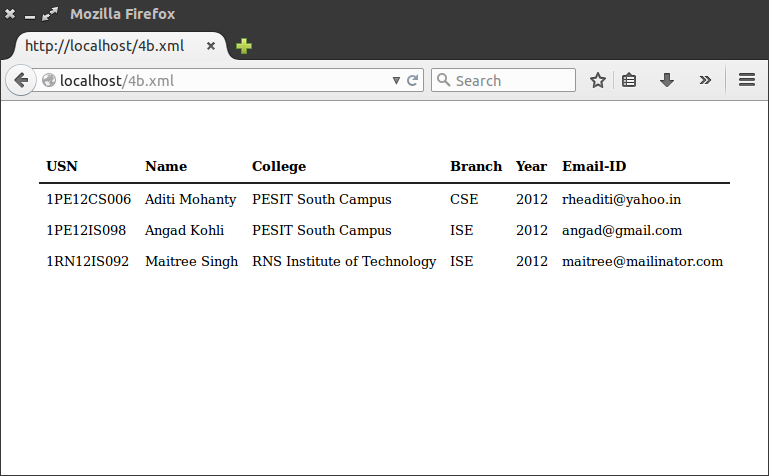 Mozilla Firefox
http://localhost/4b.xml
localhost/4b.xml Search
USN Name College Branch Year Email-ID
1PE12CS006 Aditi Mohanty PESIT South Campus CSE 2012 rheaditi@yahoo.in
1PE12IS098 Angad Kohli PESIT South Campus ISE 2012 angad@gmail.com
1RN12IS092 Maitree Singh RNS Institute of Technology ISE 2012 maitree@mailinator.com